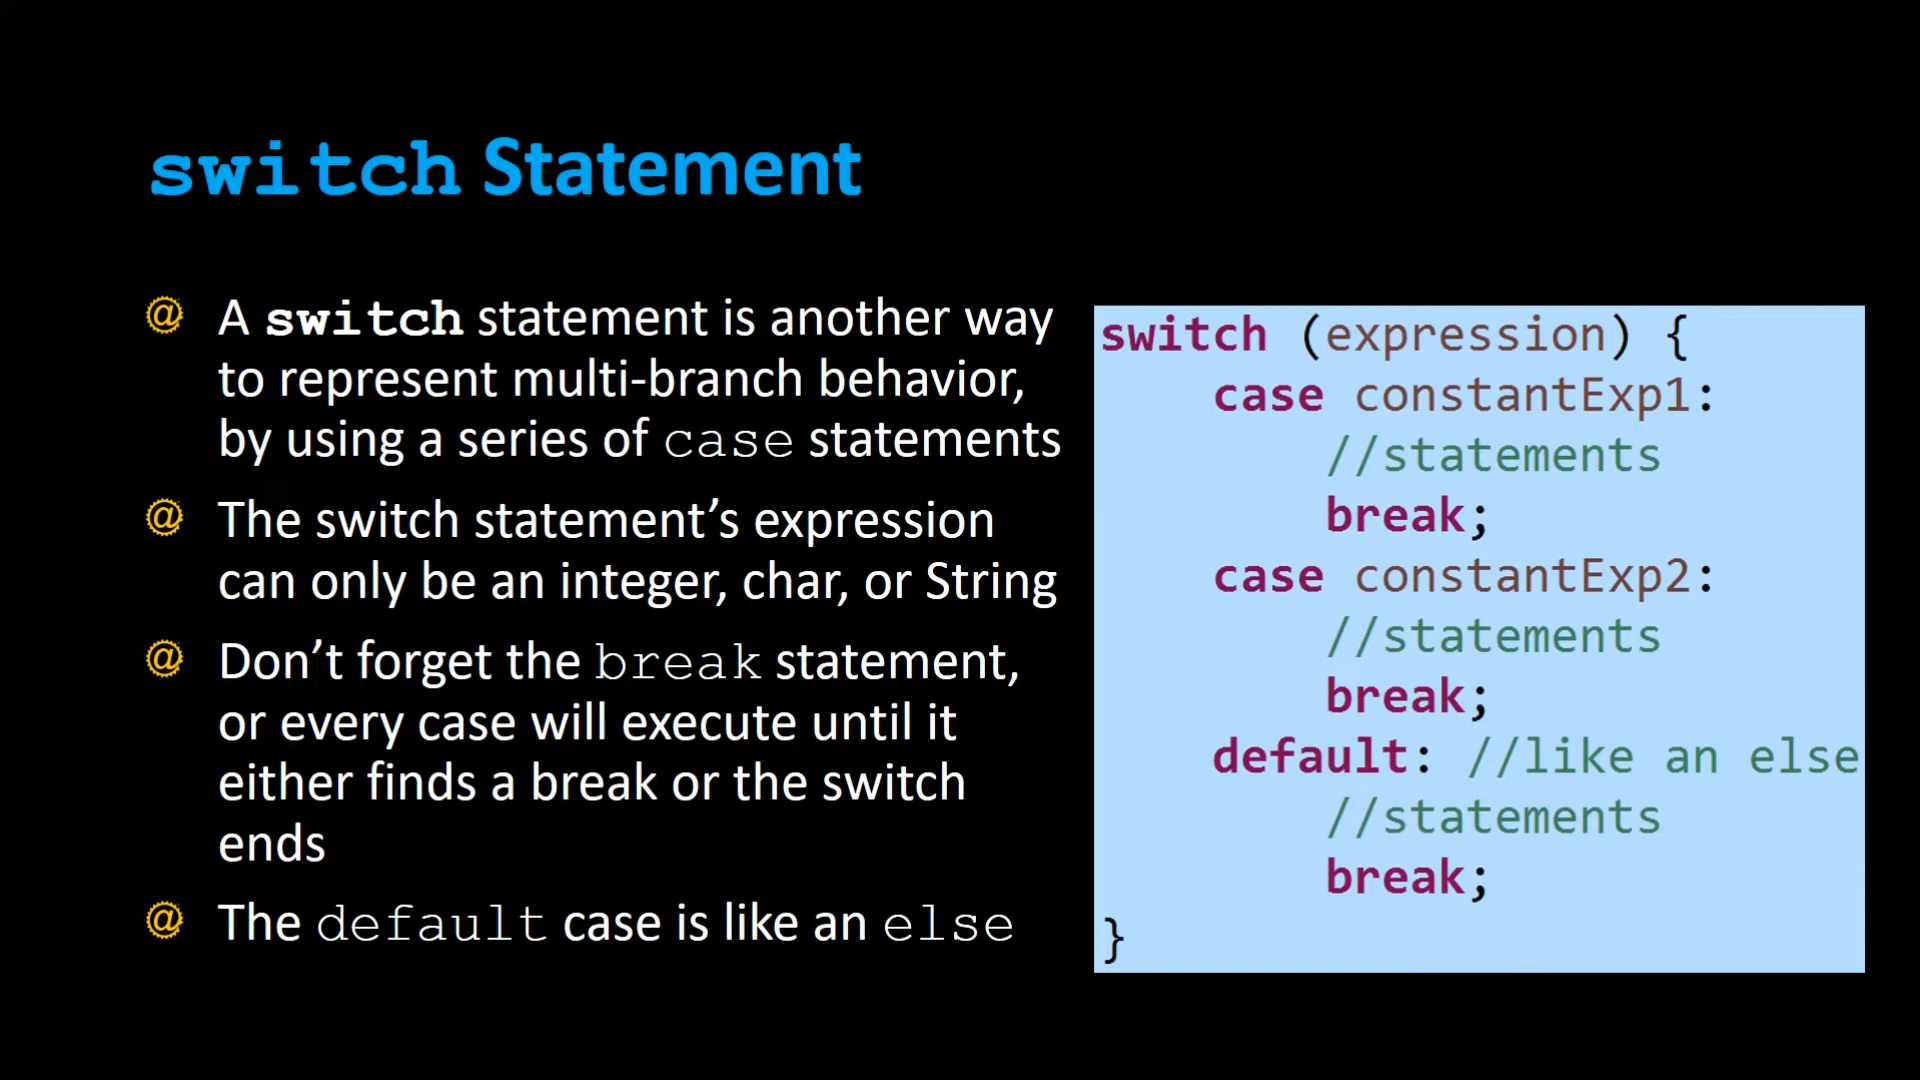 switch Statement
A switch statement is another way
to represent multi-branch behavior,
by using a series of case statements
The switch statement’s expression
can only be an integer, char, or String
Don’t forget the break statement,
or every case will execute until it
either finds a break or the switch
ends
The default case is like an else
switch (expression) {
case constantExp1:
//statements
break;
case constantExp2:
//statements
break;
default: //like an else
//statements
break;
}